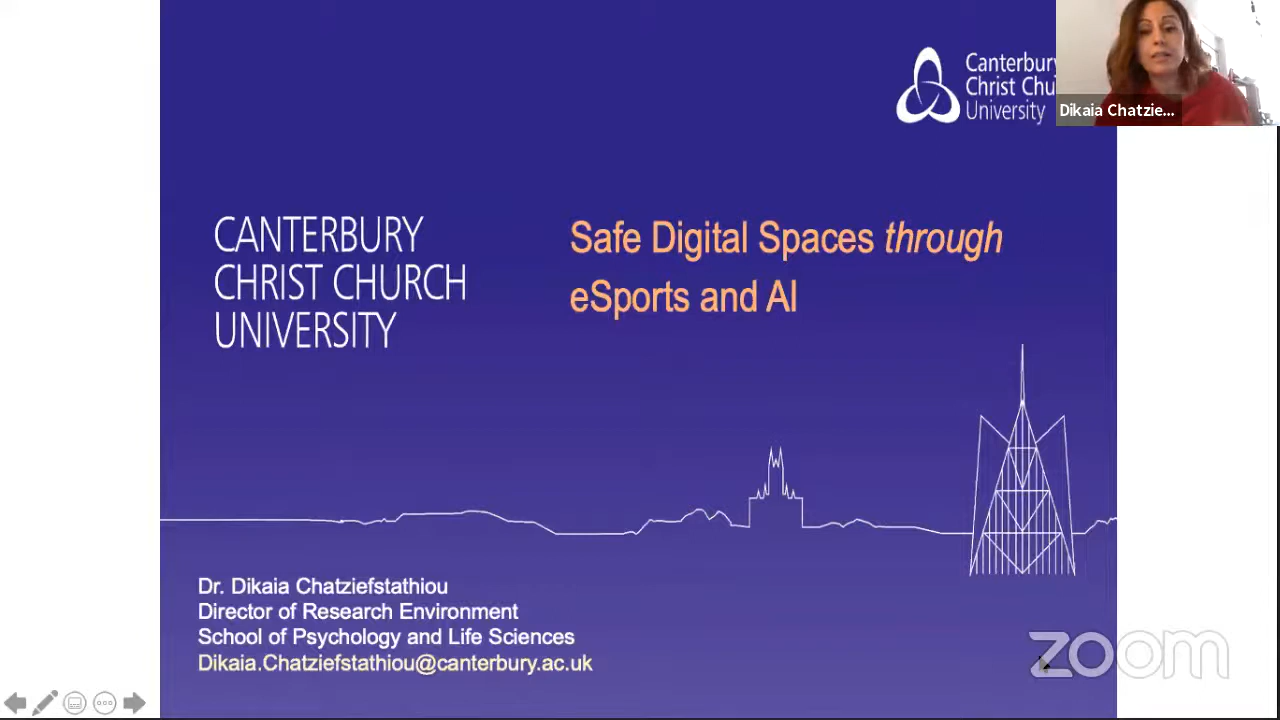 Canterbury
Christ Chu
University
Dikaia Chatzie...
CANTERBURY
CHRIST CHURCH
UNIVERSITY
Safe Digital Spaces through
eSports and AI
Dr. Dikaia Chatziefstathiou
Director of Research Environment
School of Psychology and Life Sciences
Dikaia.Chatziefstathiou@canterbury.ac.uk
zoom